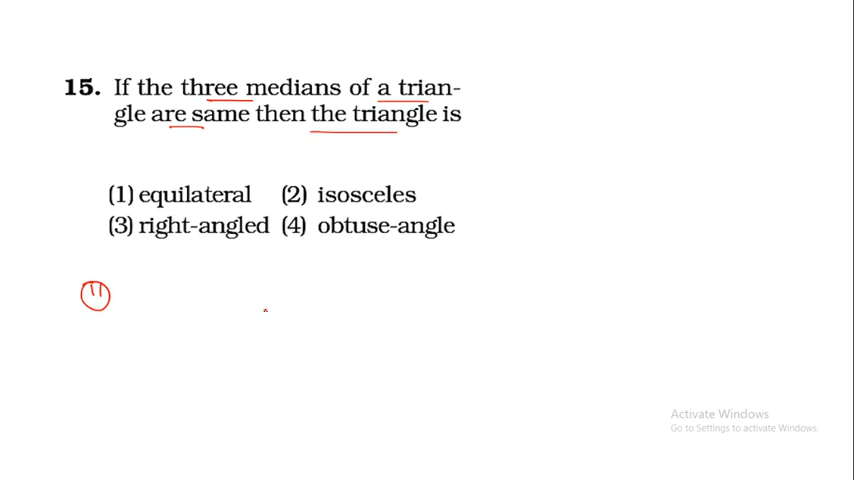 15. If the three medians of a trian-
gle are same then the triangle is
(1) equilateral (2) isosceles
(3) right-angled (4) obtuse-angle
Activate Windows
Go to Settings to activate Windows.